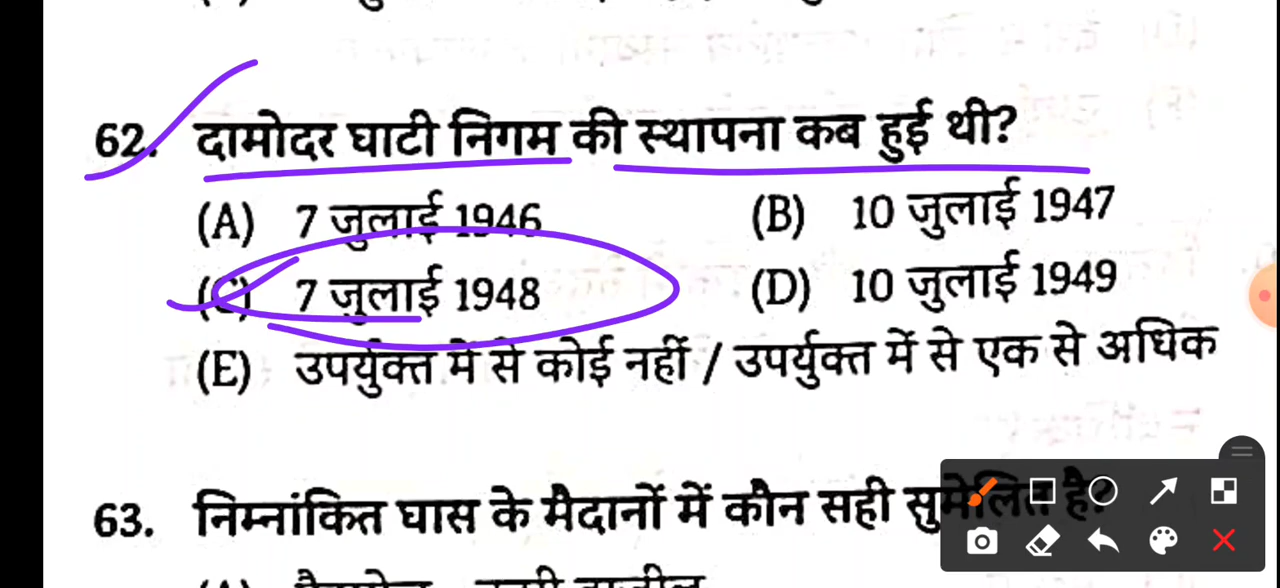 62. दामोदर घाटी निगम की स्थापना कब हुई थी?
(A) 7 जुलाई 1946 (B) 10 जुलाई 1947
(C) 7 जुलाई 1948 (D) 10 जुलाई 1949
(E) उपर्युक्त में से कोई नहीं / उपर्युक्त में से एक से अधिक
63. निम्नांकित घास के मैदानों में कौन सही सुमेलित है?